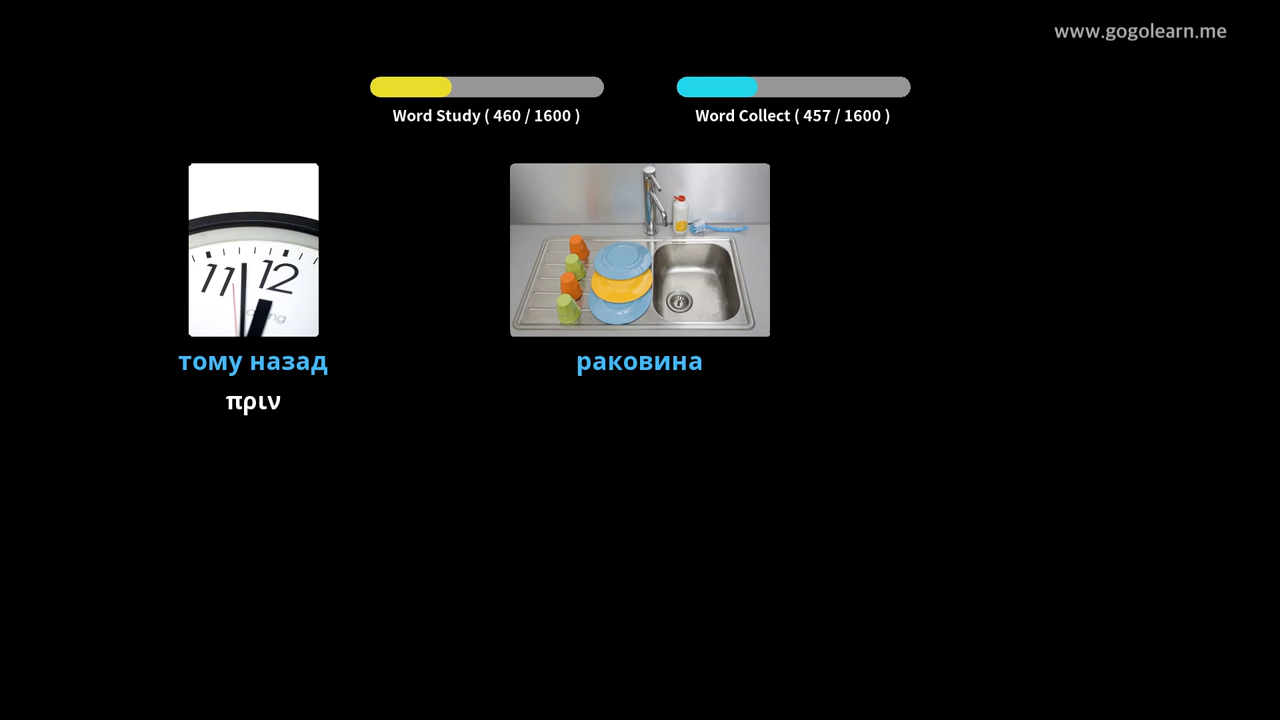 www.gogolearn.me
Word Study ( 460 / 1600 )
Word Collect ( 457 / 1600 )
11 12
тому назад
раковина
πριν